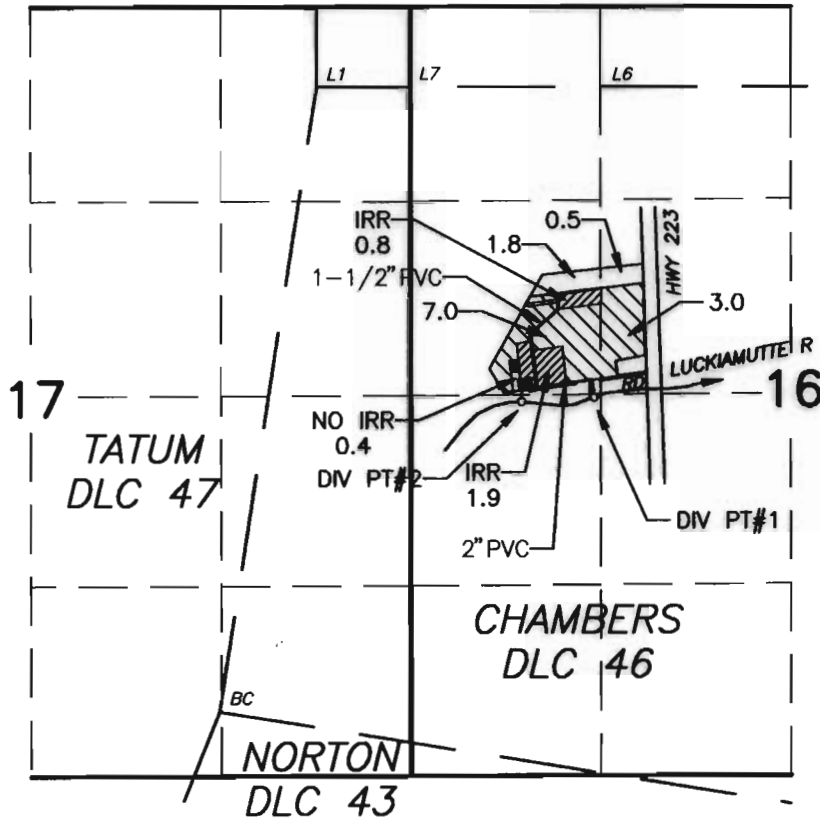 L1
L7
L6
IRR
0.8
1.8
0.5
HWY 223
1-1/2" PVC
7.0
3.0
LUCKIAMUTTE R
RD
17
16
NO IRR
0.4
TATUM
DLC 47
DIV PT#2
IRR
1.9
DIV PT#1
2" PVC
CHAMBERS
DLC 46
BC
NORTON
DLC 43